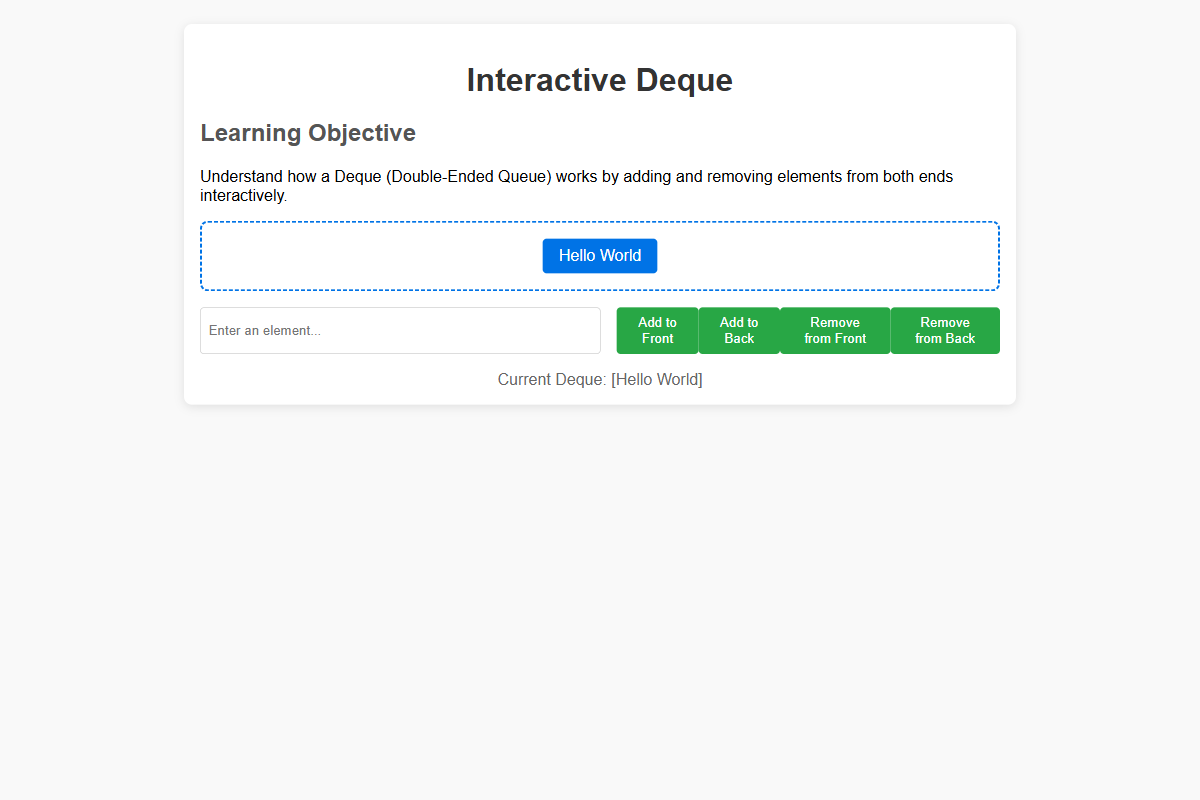 Interactive Deque
Learning Objective
Understand how a Deque (Double-Ended Queue) works by adding and removing elements from both ends
interactively.
Hello World
Enter an element...
Add to
Front
Add to
Back
Remove
from Front
Remove
from Back
Current Deque: [Hello World]